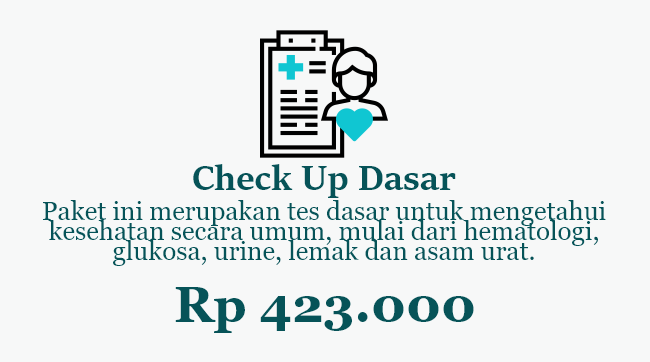 Check Up Dasar
Paket ini merupakan tes dasar untuk mengetahui
kesehatan secara umum, mulai dari hematologi,
glukosa, urine, lemak dan asam urat.
Rp 423.000